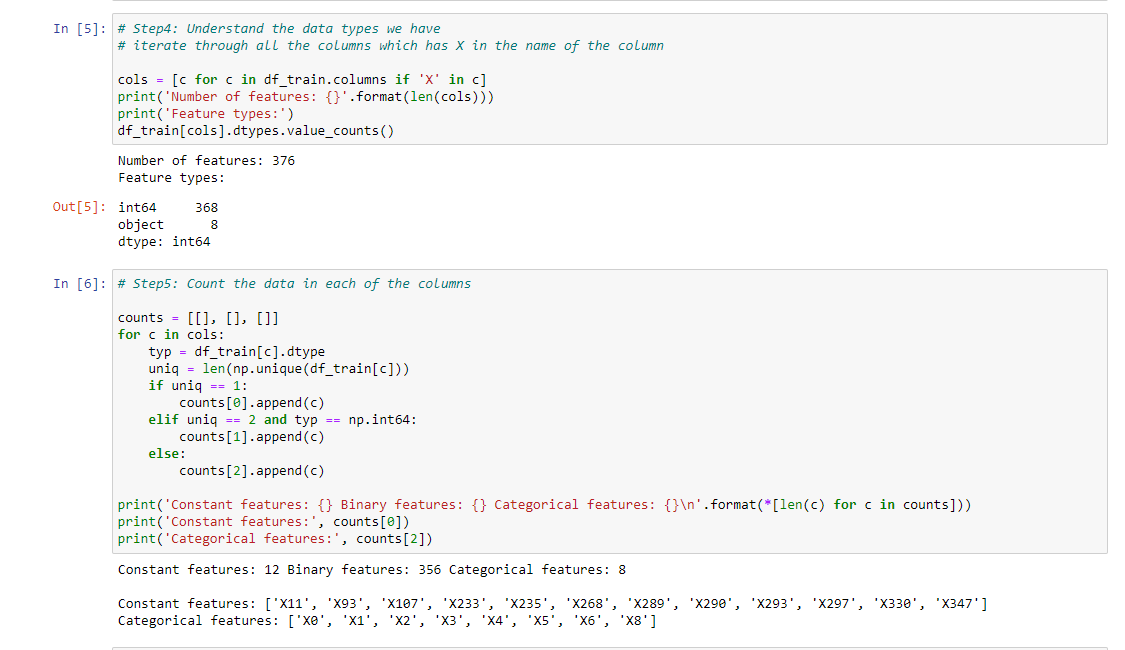 In [5]: # Step4: Understand the data types we have
# iterate through all the columns which has X in the name of the column

cols = [c for c in df_train.columns if 'X' in c]
print('Number of features: {}'.format(len(cols)))
print('Feature types:')
df_train[cols].dtypes.value_counts()

Number of features: 376
Feature types:

Out[5]: int64     368
object      8
dtype: int64

In [6]: # Step5: Count the data in each of the columns

counts = [[], [], []]
for c in cols:
    typ = df_train[c].dtype
    uniq = len(np.unique(df_train[c]))
    if uniq == 1:
        counts[0].append(c)
    elif uniq == 2 and typ == np.int64:
        counts[1].append(c)
    else:
        counts[2].append(c)

print('Constant features: {} Binary features: {} Categorical features: {}\n'.format(*[len(c) for c in counts]))
print('Constant features:', counts[0])
print('Categorical features:', counts[2])

Constant features: 12 Binary features: 356 Categorical features: 8

Constant features: ['X11', 'X93', 'X107', 'X233', 'X235', 'X268', 'X289', 'X290', 'X293', 'X297', 'X330', 'X347']
Categorical features: ['X0', 'X1', 'X2', 'X3', 'X4', 'X5', 'X6', 'X8']